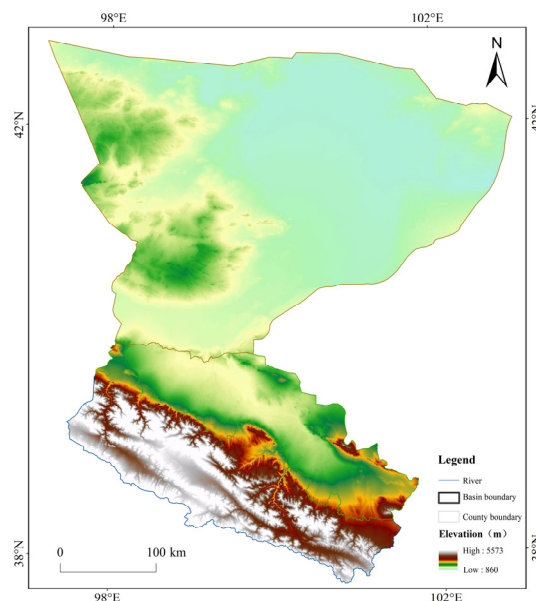 98°E
102°E
N
42°N
42°N
Legend
River
Basin boundary
County boundary
Elevatiion（m）
High : 5573
Low : 860
0
100 km
38°N
38°N
98°E
102°E